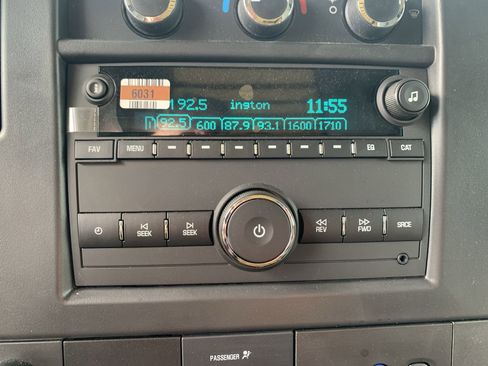 6031
92.5 ington 11:55
92.5 600 87.9 93.1 1600 1710
FAV MENU EQ CAT
SEEK SEEK REV FWD SRCE
PASSENGER